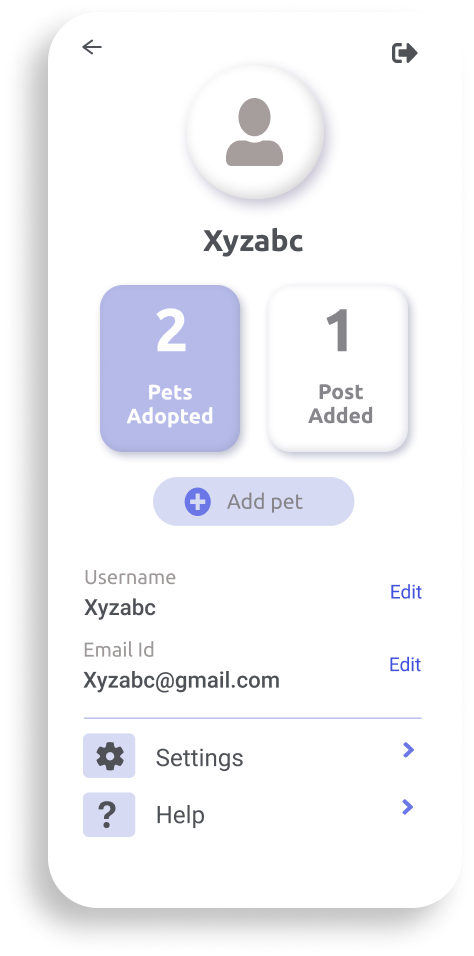 Xyzabc
2
Pets
Adopted
1
Post
Added
Add pet
Username
Xyzabc
Edit
Email Id
Xyzabc@gmail.com
Edit
Settings
?
Help